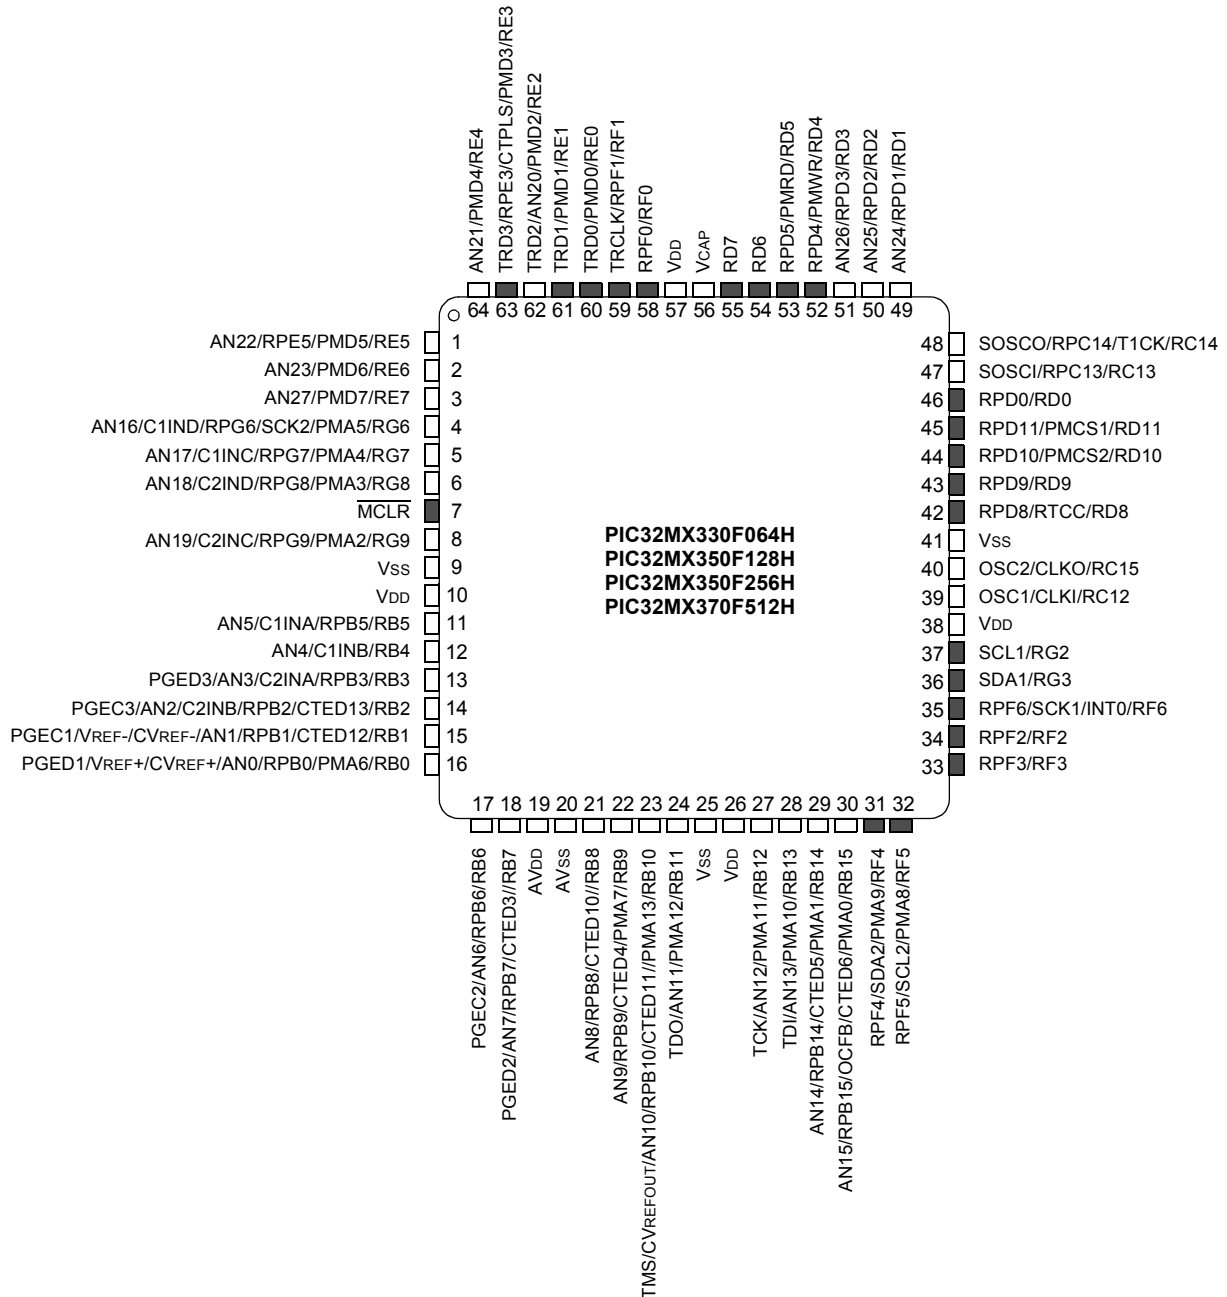 AN21/PMD4/RE4
TRD3/RPE3/CTPLS/PMD3/RE3
TRD2/AN20/PMD2/RE2
TRD1/PMD1/RE1
TRD0/PMD0/RE0
TRCLK/RPF1/RF1
RPF0/RF0
VDD
VCAP
RD7
RD6
RPD5/PMRD/RD5
RPD4/PMWR/RD4
AN26/RPD3/RD3
AN25/RPD2/RD2
AN24/RPD1/RD1
64 63 62 61 60 59 58 57 56 55 54 53 52 51 50 49
AN22/RPE5/PMD5/RE5 1
AN23/PMD6/RE6 2
AN27/PMD7/RE7 3
AN16/C1IND/RPG6/SCK2/PMA5/RG6 4
AN17/C1INC/RPG7/PMA4/RG7 5
AN18/C2IND/RPG8/PMA3/RG8 6
MCLR 7
AN19/C2INC/RPG9/PMA2/RG9 8
VSS 9
VDD 10
AN5/C1INA/RPB5/RB5 11
AN4/C1INB/RB4 12
PGED3/AN3/C2INA/RPB3/RB3 13
PGEC3/AN2/C2INB/RPB2/CTED13/RB2 14
PGEC1/VREF-/CVREF-/AN1/RPB1/CTED12/RB1 15
PGED1/VREF+/CVREF+/AN0/RPB0/PMA6/RB0 16
PIC32MX330F064H
PIC32MX350F128H
PIC32MX350F256H
PIC32MX370F512H
48 SOSCO/RPC14/T1CK/RC14
47 SOSCI/RPC13/RC13
46 RPD0/RD0
45 RPD11/PMCS1/RD11
44 RPD10/PMCS2/RD10
43 RPD9/RD9
42 RPD8/RTCC/RD8
41 VSS
40 OSC2/CLKO/RC15
39 OSC1/CLKI/RC12
38 VDD
37 SCL1/RG2
36 SDA1/RG3
35 RPF6/SCK1/INT0/RF6
34 RPF2/RF2
33 RPF3/RF3
17 18 19 20 21 22 23 24 25 26 27 28 29 30 31 32
PGEC2/AN6/RPB6/RB6
PGED2/AN7/RPB7/CTED3//RB7
AVDD
AVSS
AN8/RPB8/CTED10//RB8
AN9/RPB9/CTED4/PMA7/RB9
TMS/CVREFOUT/AN10/RPB10/CTED11//PMA13/RB10
TDO/AN11/PMA12/RB11
VSS
VDD
TCK/AN12/PMA11/RB12
TDI/AN13/PMA10/RB13
AN14/RPB14/CTED5/PMA1/RB14
AN15/RPB15/OCFB/CTED6/PMA0/RB15
RPF4/SDA2/PMA9/RF4
RPF5/SCL2/PMA8/RF5